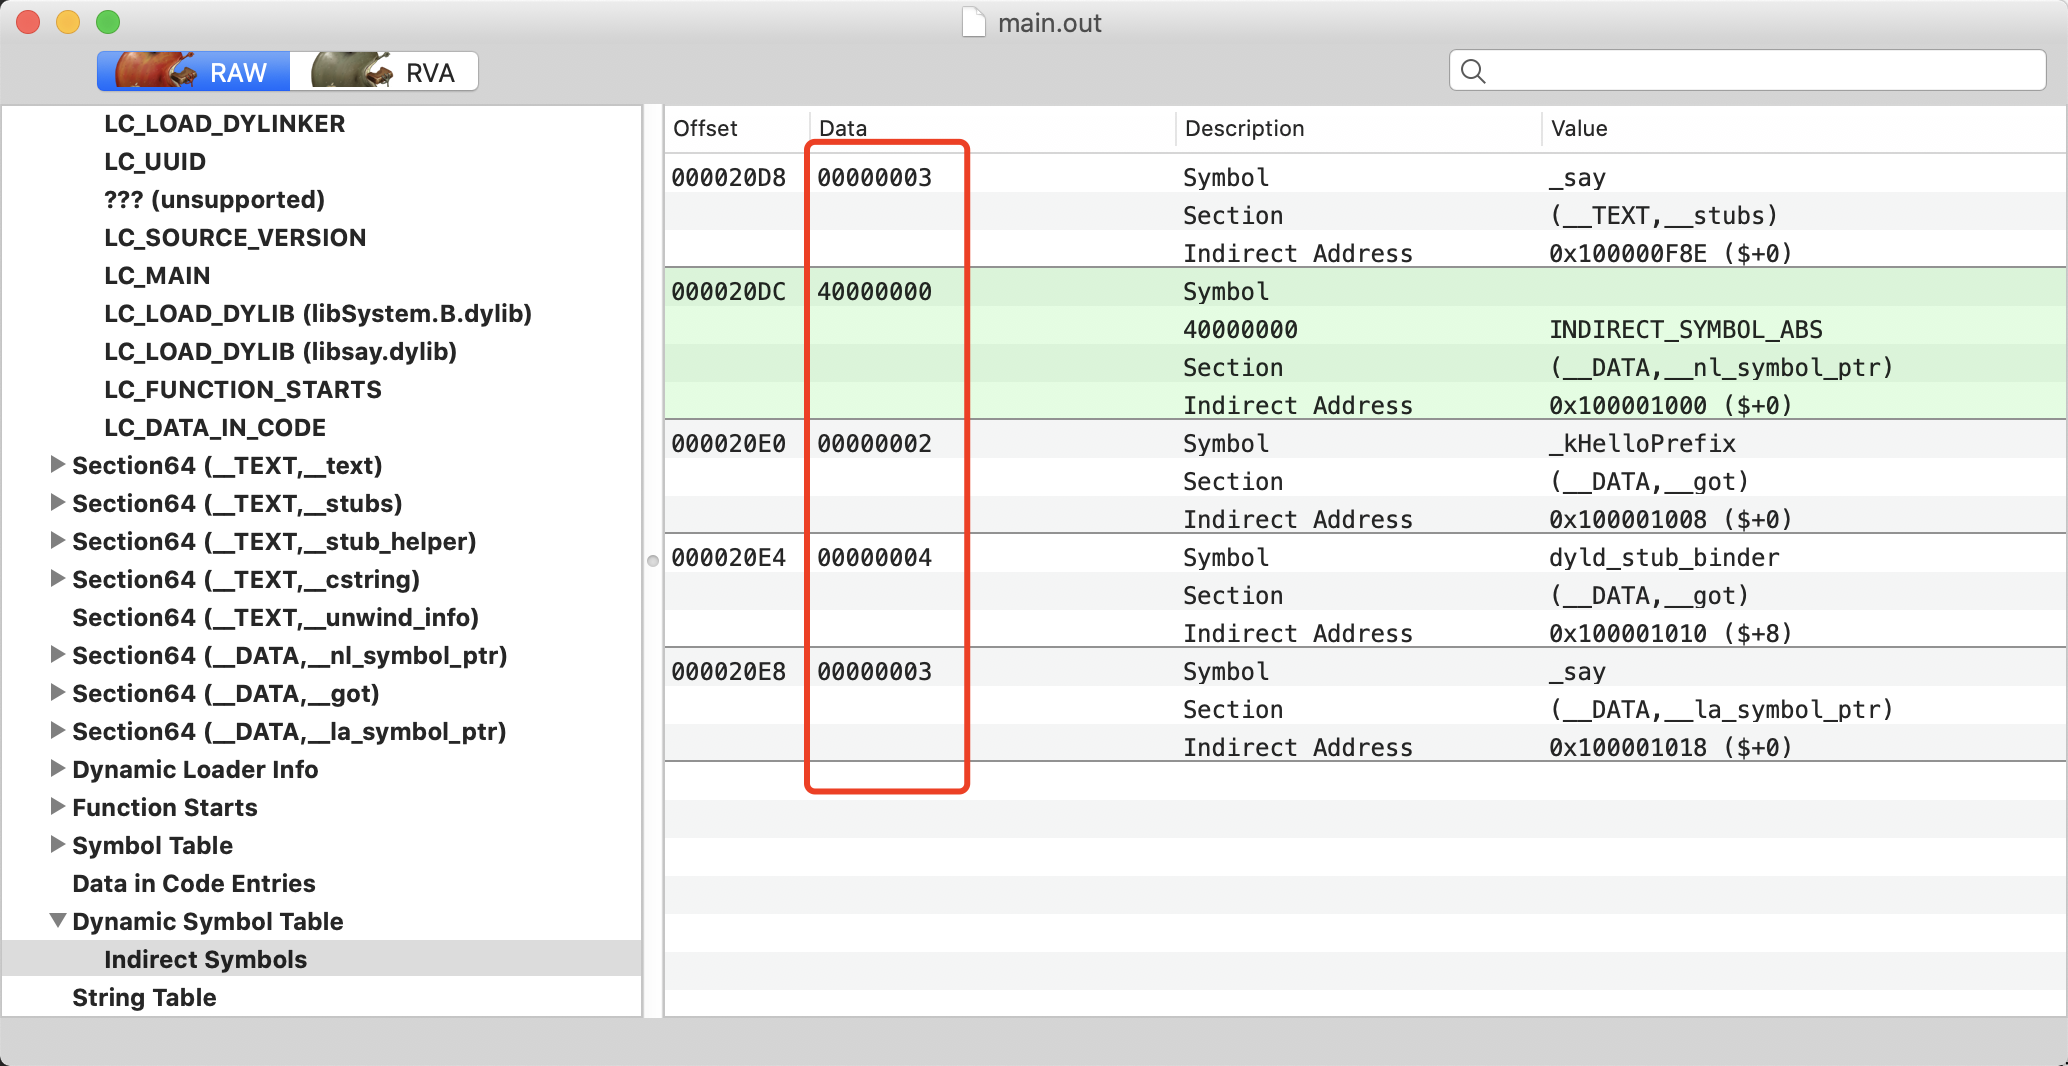 main.out
RAW RVA
LC_LOAD_DYLINKER
LC_UUID
??? (unsupported)
LC_SOURCE_VERSION
LC_MAIN
LC_LOAD_DYLIB (libSystem.B.dylib)
LC_LOAD_DYLIB (libsay.dylib)
LC_FUNCTION_STARTS
LC_DATA_IN_CODE
Section64 (__TEXT,__text)
Section64 (__TEXT,__stubs)
Section64 (__TEXT,__stub_helper)
Section64 (__TEXT,__cstring)
Section64 (__TEXT,__unwind_info)
Section64 (__DATA,__nl_symbol_ptr)
Section64 (__DATA,__got)
Section64 (__DATA,__la_symbol_ptr)
Dynamic Loader Info
Function Starts
Symbol Table
Data in Code Entries
Dynamic Symbol Table
Indirect Symbols
String Table
Offset Data Description Value
000020D8 00000003 Symbol _say
Section (__TEXT,__stubs)
Indirect Address 0x100000F8E ($+0)
000020DC 40000000 Symbol
40000000 INDIRECT_SYMBOL_ABS
Section (__DATA,__nl_symbol_ptr)
Indirect Address 0x100001000 ($+0)
000020E0 00000002 Symbol _kHelloPrefix
Section (__DATA,__got)
Indirect Address 0x100001008 ($+0)
000020E4 00000004 Symbol dyld_stub_binder
Section (__DATA,__got)
Indirect Address 0x100001010 ($+8)
000020E8 00000003 Symbol _say
Section (__DATA,__la_symbol_ptr)
Indirect Address 0x100001018 ($+0)